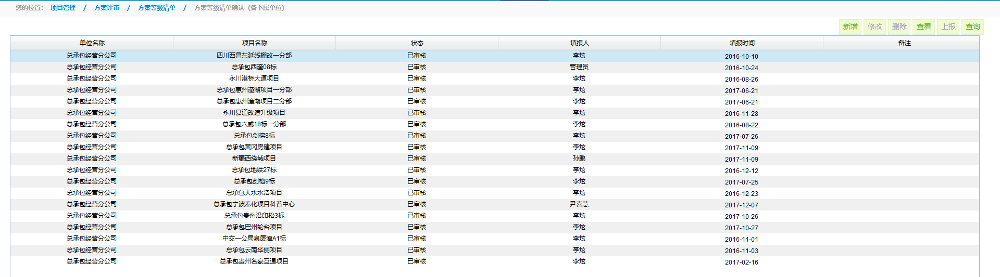 您的位置： 项目管理 / 方案评审 / 方案等级清单 / 方案等级清单确认（各下属单位）
新增 修改 删除 查看 上报 查询
单位名称 项目名称 状态 填报人 填报时间 备注
总承包经营分公司 四川西昌东延线棚改一分部 已审核 李炫 2016-10-10
总承包经营分公司 总承包西潼08标 已审核 管理员 2016-10-24
总承包经营分公司 永川港桥大道项目 已审核 李炫 2016-08-26
总承包经营分公司 总承包惠州潼湖项目一分部 已审核 李炫 2017-06-21
总承包经营分公司 总承包惠州潼湖项目二分部 已审核 李炫 2017-06-21
总承包经营分公司 永川县道改造升级项目 已审核 李炫 2016-11-28
总承包经营分公司 总承包六威18标一分部 已审核 李炫 2016-08-22
总承包经营分公司 总承包剑榕8标 已审核 李炫 2017-07-26
总承包经营分公司 总承包黄冈房建项目 已审核 李炫 2017-11-09
总承包经营分公司 新疆西绕城项目 已审核 孙鹏 2017-11-09
总承包经营分公司 总承包地铁27标 已审核 李炫 2016-12-12
总承包经营分公司 总承包剑榕9标 已审核 李炫 2017-07-25
总承包经营分公司 总承包天水水洛项目 已审核 李炫 2016-12-23
总承包经营分公司 总承包宁波奉化项目科普中心 已审核 尹喜慧 2017-12-07
总承包经营分公司 总承包贵州沿印松3标 已审核 李炫 2017-10-26
总承包经营分公司 总承包巴州轮台项目 已审核 李炫 2017-10-27
总承包经营分公司 中交一公局泉厦漳A1标 已审核 李炫 2016-11-01
总承包经营分公司 总承包云南华丽项目 已审核 李炫 2016-11-03
总承包经营分公司 总承包贵州名豪互通项目 已审核 李炫 2017-02-16